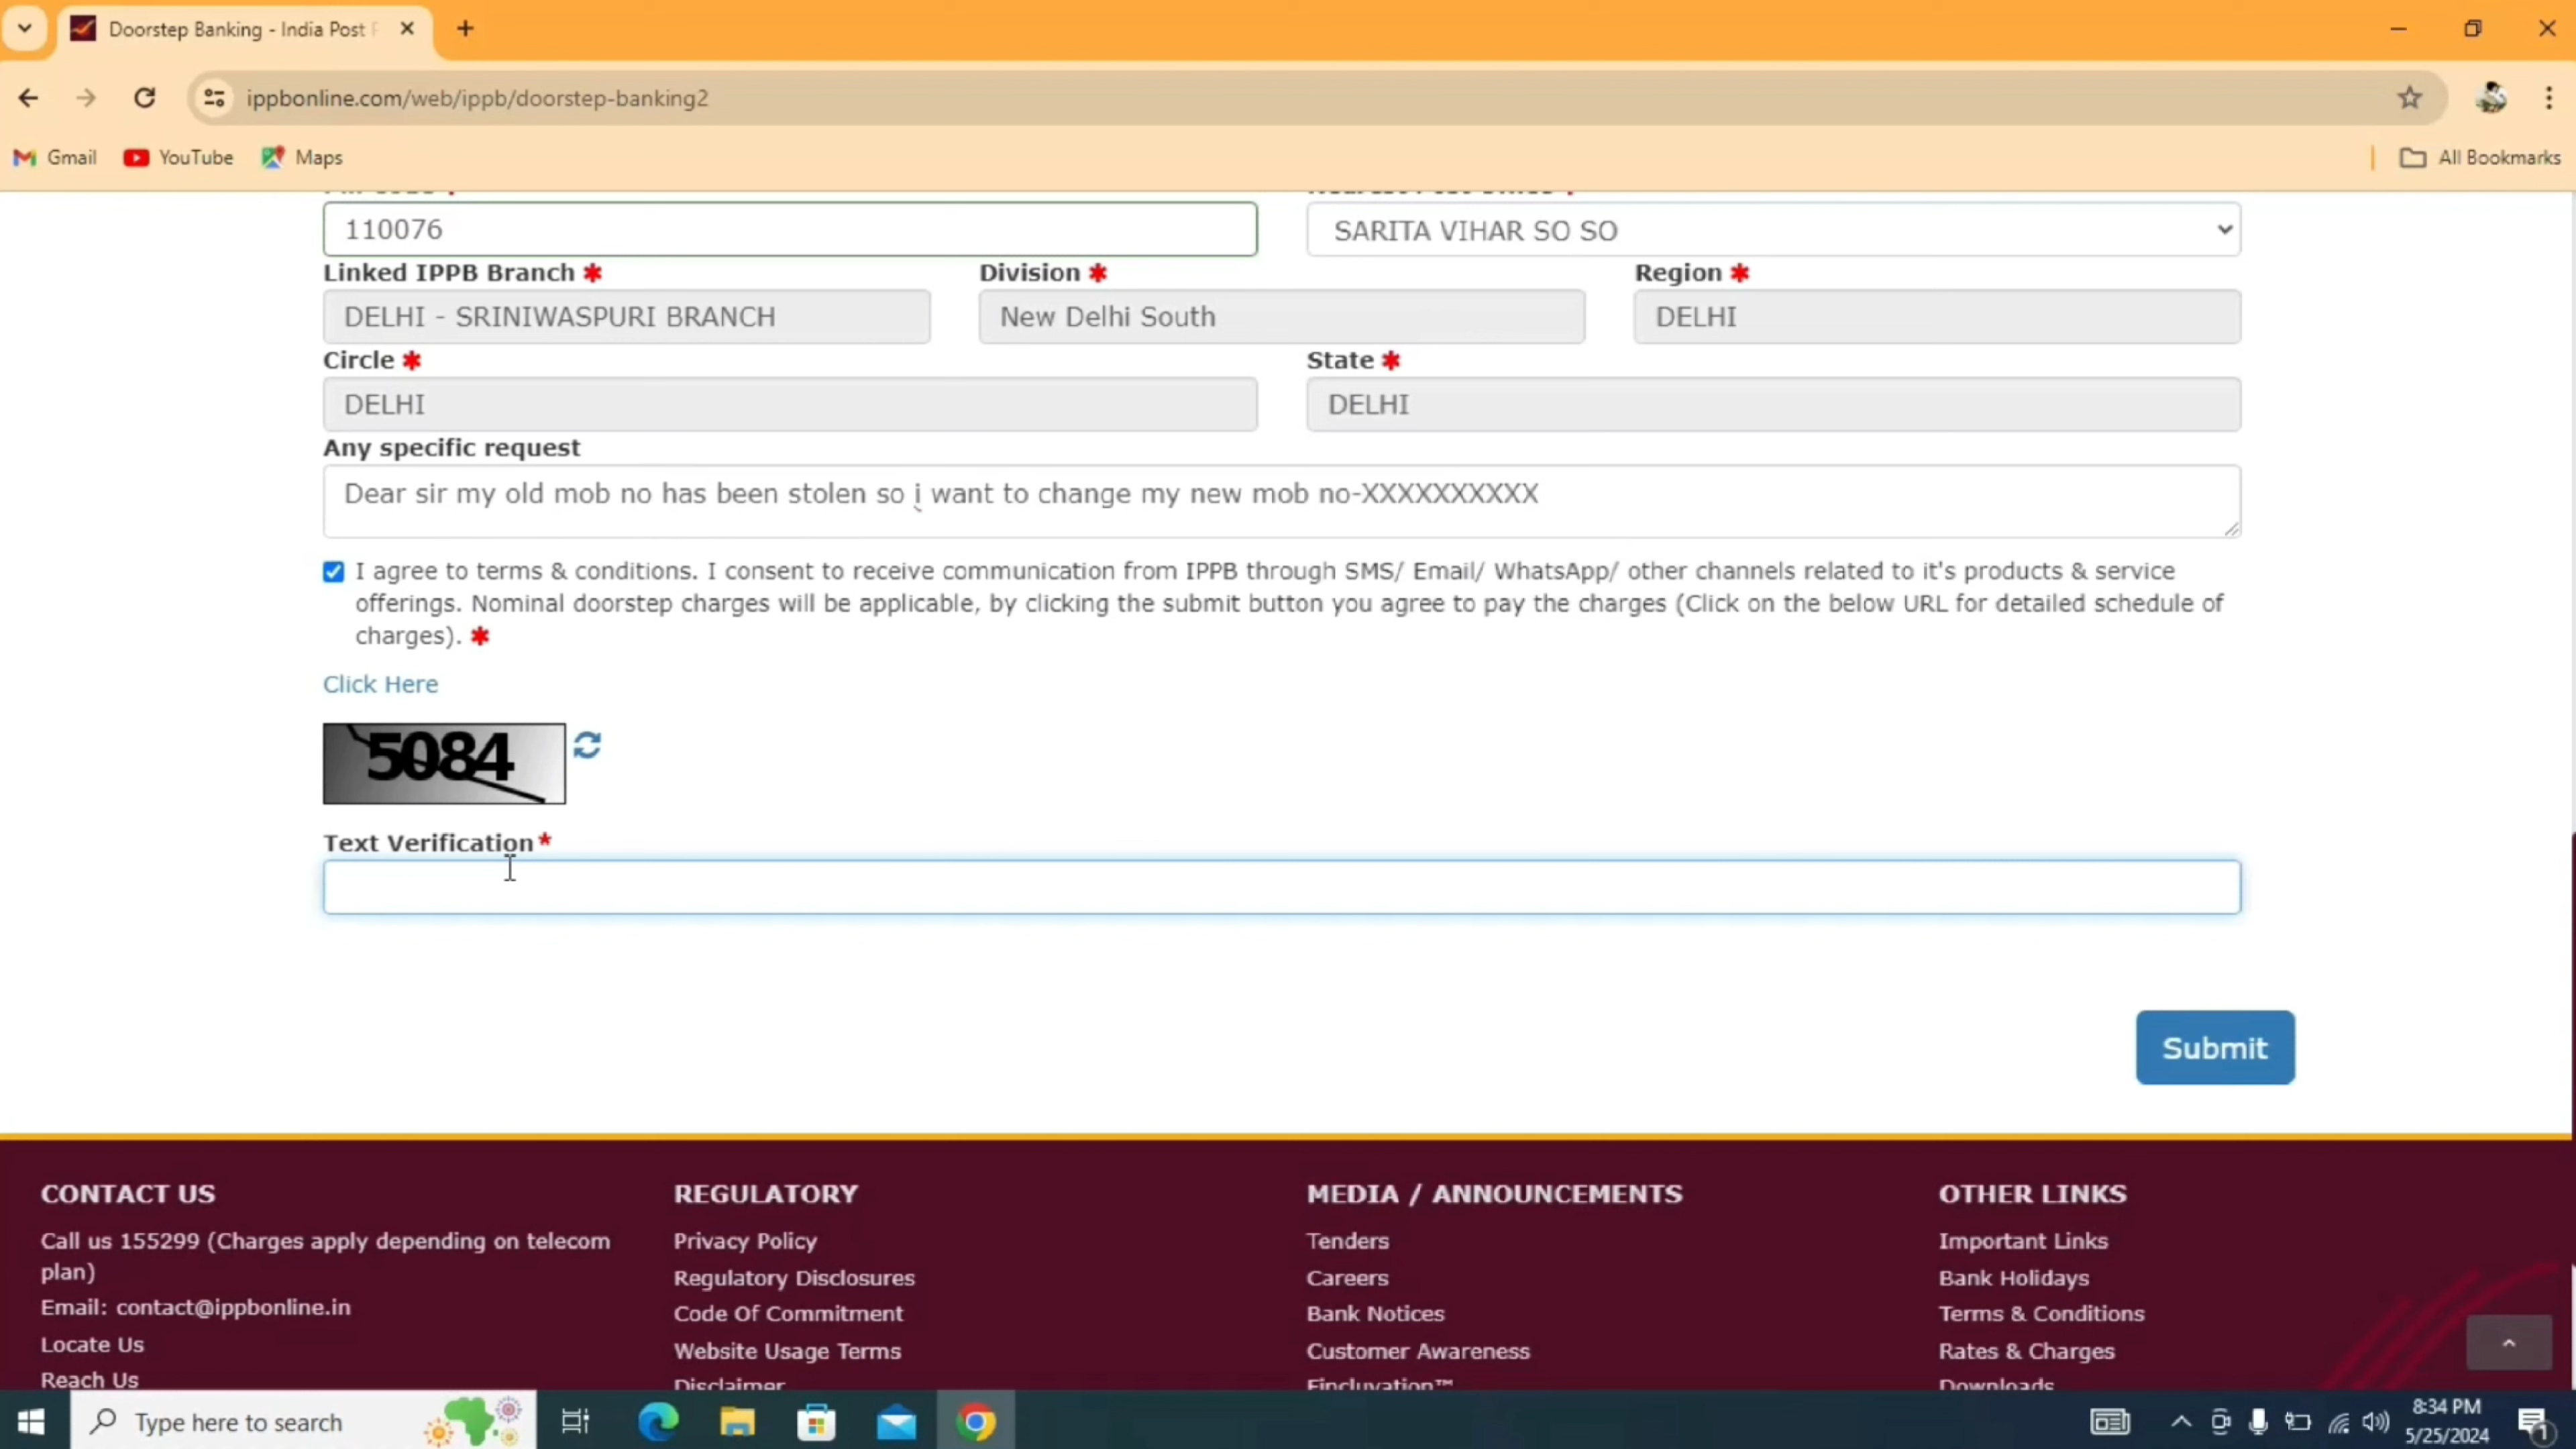 Doorstep Banking - India Post
ippbonline.com/web/ippb/doorstep-banking2
Gmail YouTube Maps All Bookmarks
110076 SARITA VIHAR SO SO
Linked IPPB Branch * Division * Region *
DELHI - SRINIWASPURI BRANCH New Delhi South DELHI
Circle * State *
DELHI DELHI
Any specific request
Dear sir my old mob no has been stolen so i want to change my new mob no-XXXXXXXXXX
I agree to terms & conditions. I consent to receive communication from IPPB through SMS/ Email/ WhatsApp/ other channels related to it's products & service
offerings. Nominal doorstep charges will be applicable, by clicking the submit button you agree to pay the charges (Click on the below URL for detailed schedule of
charges). *
Click Here
5084
Text Verification*
Submit
CONTACT US REGULATORY MEDIA / ANNOUNCEMENTS OTHER LINKS
Call us 155299 (Charges apply depending on telecom Privacy Policy Tenders Important Links
plan) Regulatory Disclosures Careers Bank Holidays
Email: contact@ippbonline.in Code Of Commitment Bank Notices Terms & Conditions
Locate Us Website Usage Terms Customer Awareness Rates & Charges
Reach Us Disclaimer Fincluvation™ Downloads
Type here to search 8:34 PM
5/25/2024 1